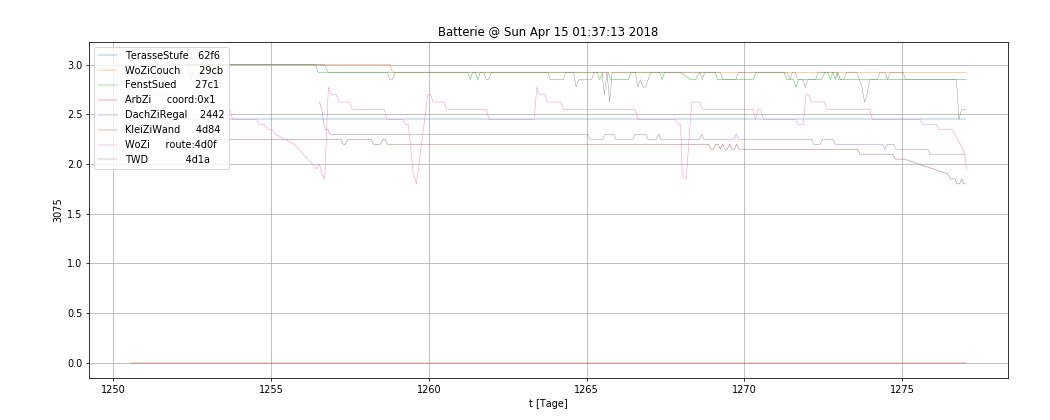 Batterie @ Sun Apr 15 01:37:13 2018
3.0
2.5
2.0
1.5
1.0
0.5
0.0
3075
TerasseStufe 62f6
WoZiCouch 29cb
FenstSued 27c1
ArbZi coord:0x1
DachZiRegal 2442
KleiZiWand 4d84
WoZi route:4d0f
TWD 4d1a
1250 1255 1260 1265 1270 1275
t [Tage]